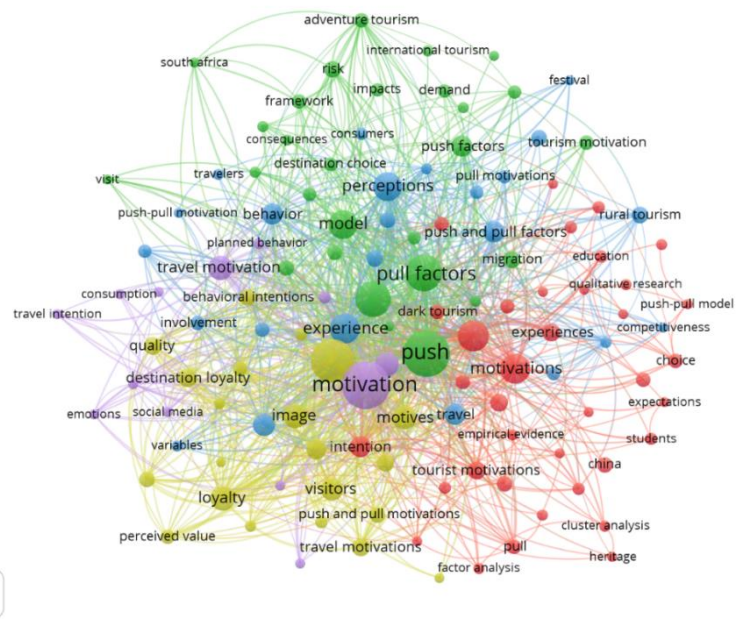 adventure tourism
international tourism
south africa
risk
impacts
demand
festival
framework
consequences
consumers
push factors
tourism motivation
destination choice
visit
travelers
perceptions
pull motivations
push-pull motivation
behavior
model
push and pull factors
rural tourism
planned behavior
travel motivation
pull factors
migration
education
qualitative research
consumption
behavioral intentions
dark tourism
push-pull model
travel intention
involvement
experience
experiences
competitiveness
quality
push
motivations
choice
destination loyalty
motivation
emotions
social media
image
motives
travel
expectations
variables
intention
empirical-evidence
students
tourist motivations
china
loyalty
visitors
push and pull motivations
cluster analysis
perceived value
travel motivations
pull
heritage
factor analysis